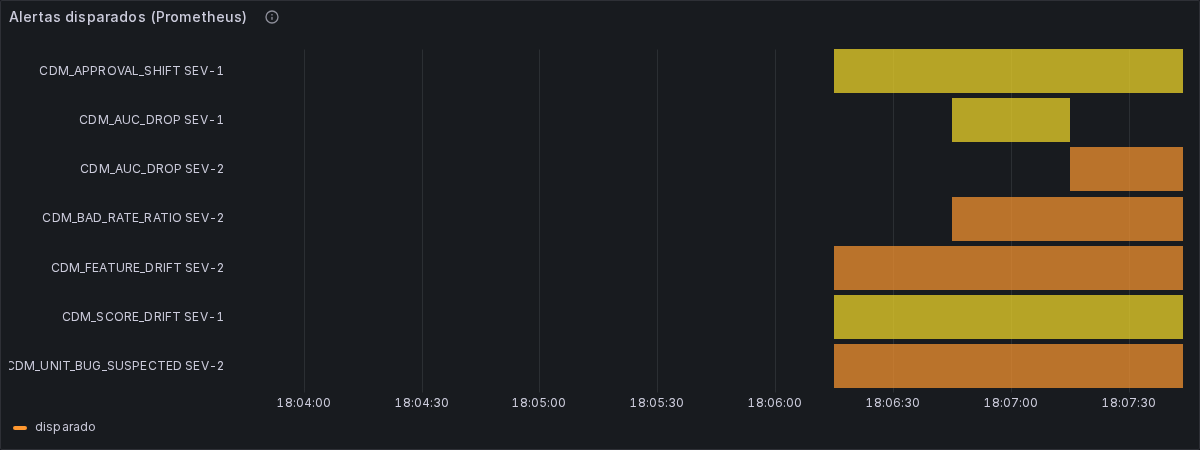 Alertas disparados (Prometheus)
CDM_APPROVAL_SHIFT SEV-1
CDM_AUC_DROP SEV-1
CDM_AUC_DROP SEV-2
CDM_BAD_RATE_RATIO SEV-2
CDM_FEATURE_DRIFT SEV-2
CDM_SCORE_DRIFT SEV-1
CDM_UNIT_BUG_SUSPECTED SEV-2
18:04:00 18:04:30 18:05:00 18:05:30 18:06:00 18:06:30 18:07:00 18:07:30
disparado